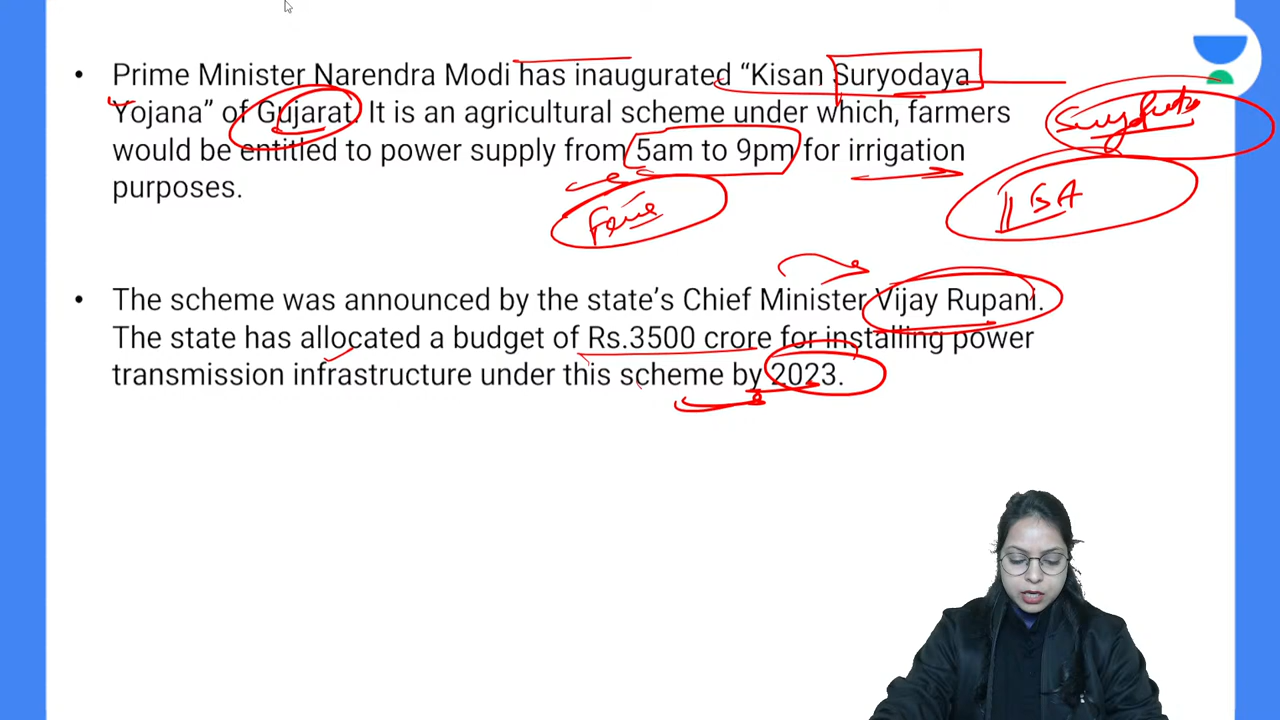 • Prime Minister Narendra Modi has inaugurated “Kisan Suryodaya
Yojana” of Gujarat. It is an agricultural scheme under which, farmers
would be entitled to power supply from 5am to 9pm for irrigation
purposes.
ISA
• The scheme was announced by the state’s Chief Minister Vijay Rupani.
The state has allocated a budget of Rs.3500 crore for installing power
transmission infrastructure under this scheme by 2023.